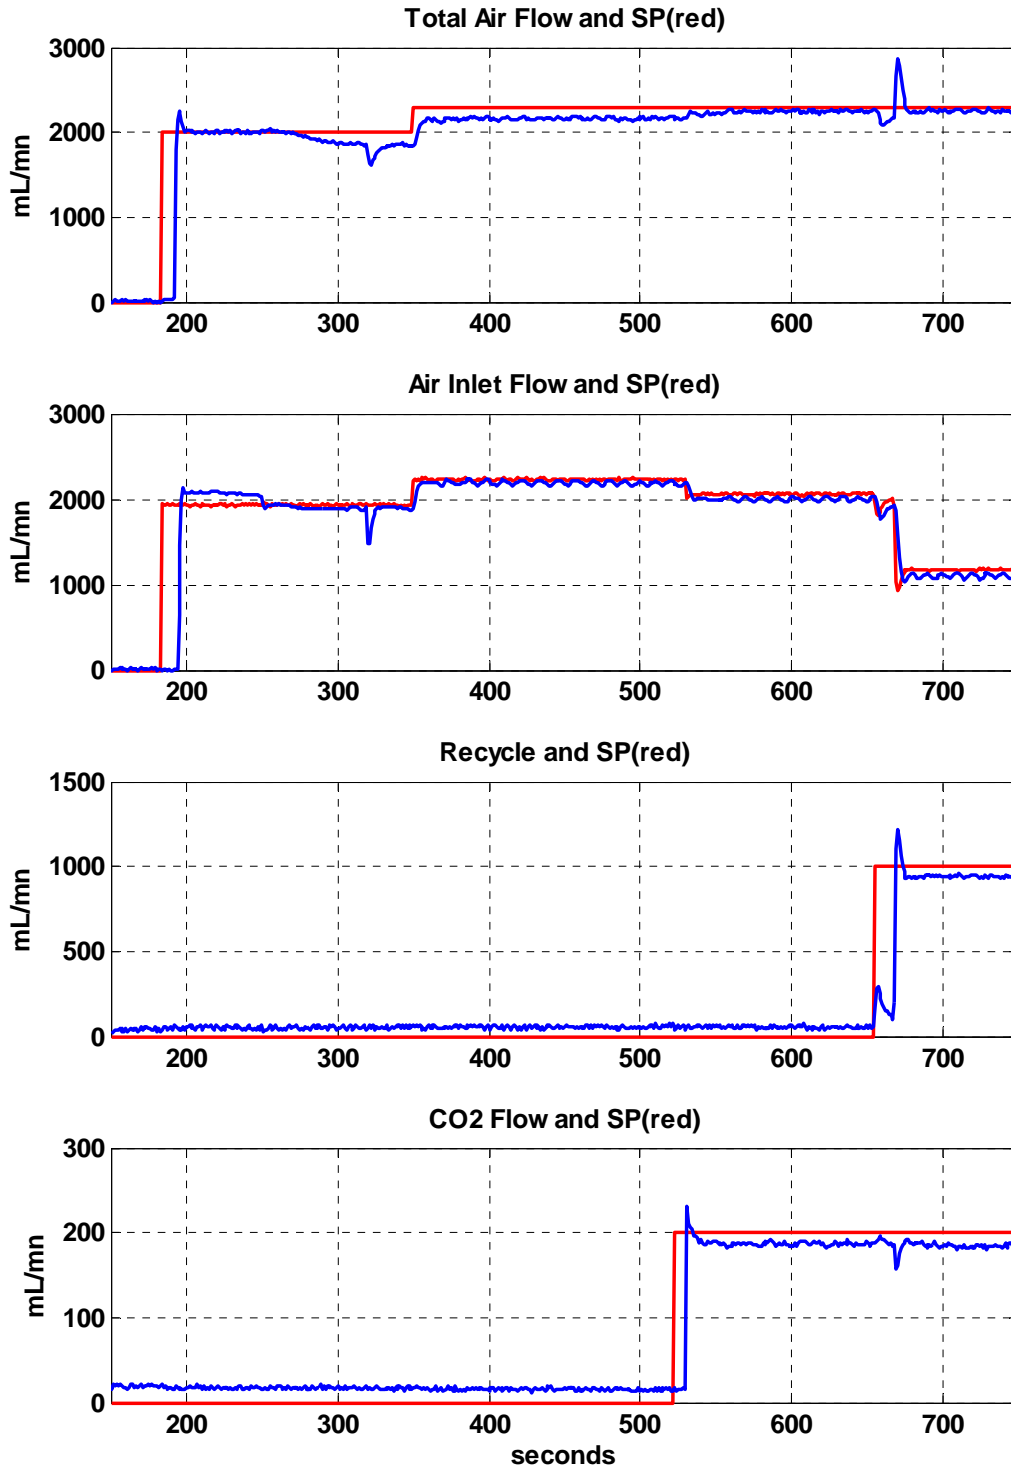 Total Air Flow and SP(red)
3000
2000
1000
0
mL/mn
200 300 400 500 600 700
Air Inlet Flow and SP(red)
3000
2000
1000
0
mL/mn
200 300 400 500 600 700
Recycle and SP(red)
1500
1000
500
0
mL/mn
200 300 400 500 600 700
CO2 Flow and SP(red)
300
200
100
0
mL/mn
200 300 400 500 600 700
seconds